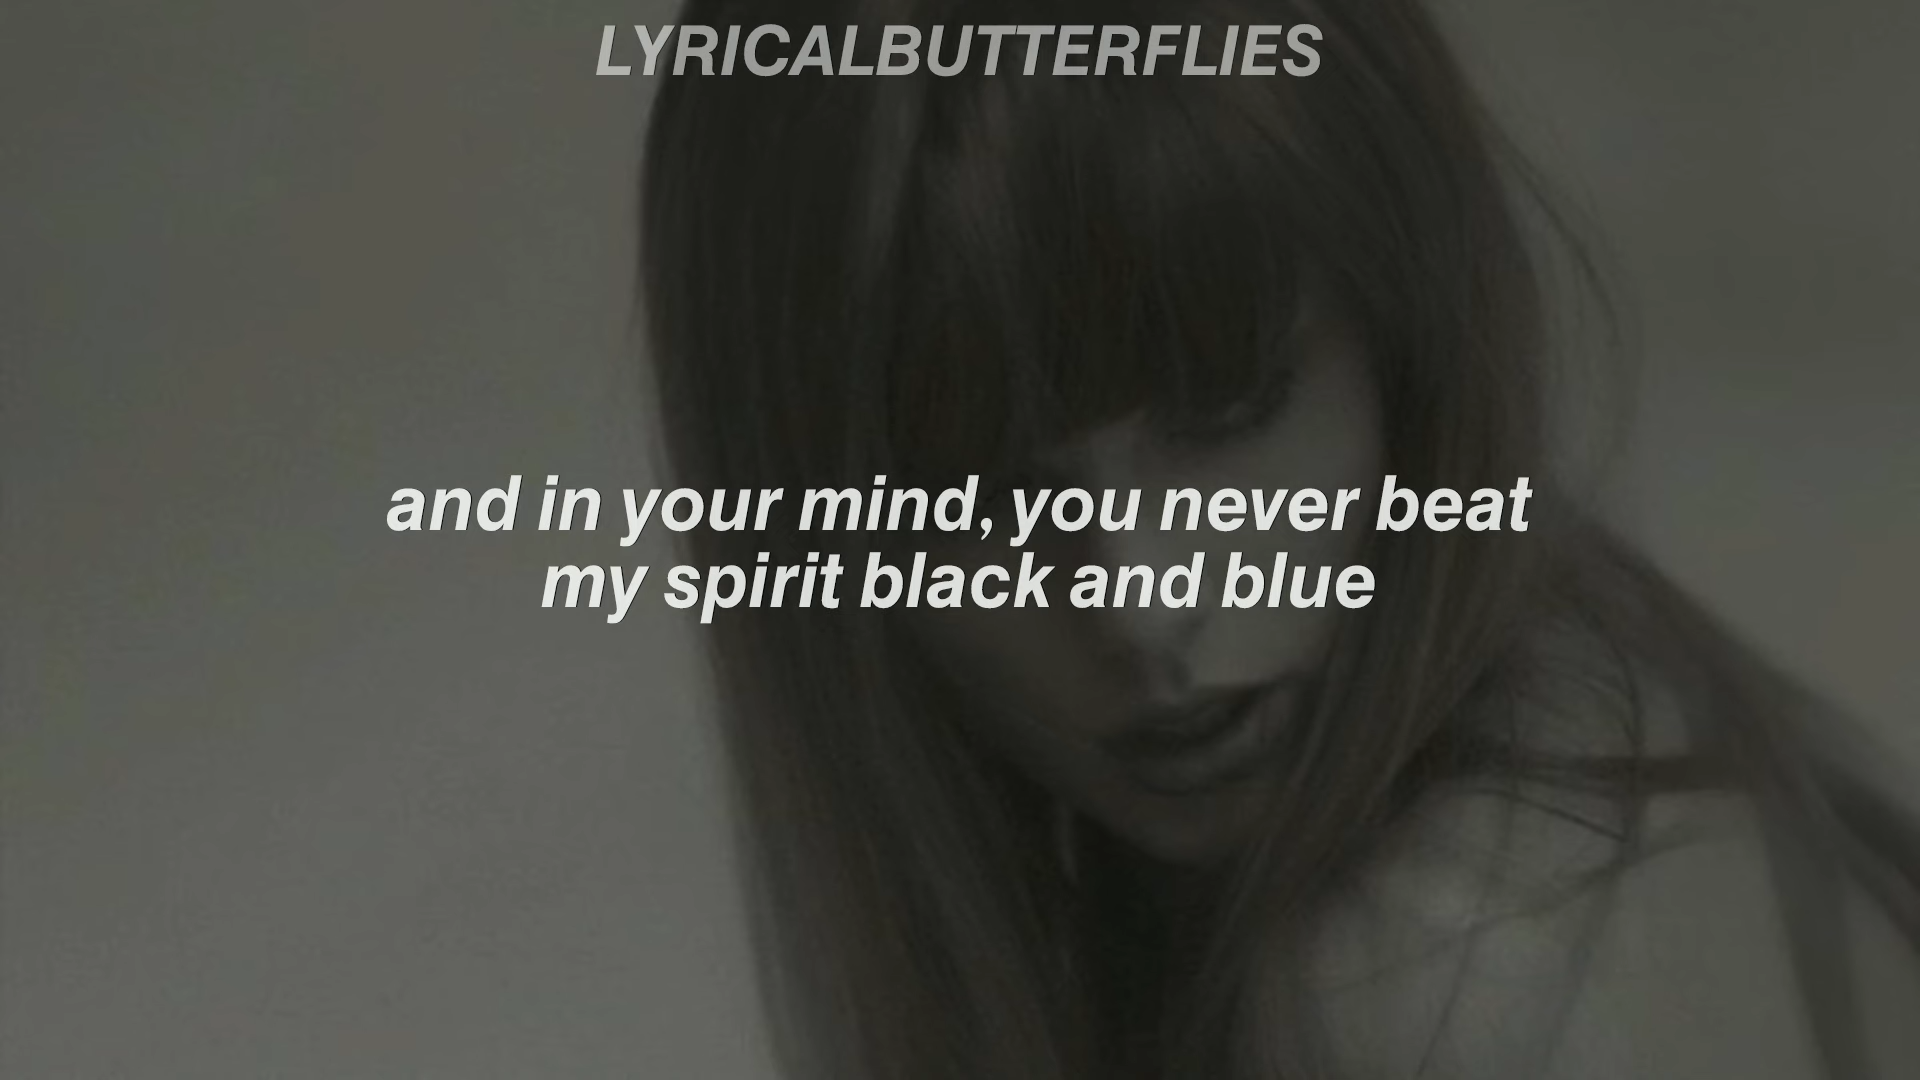 LYRICALBUTTERFLIES
and in your mind, you never beat
my spirit black and blue